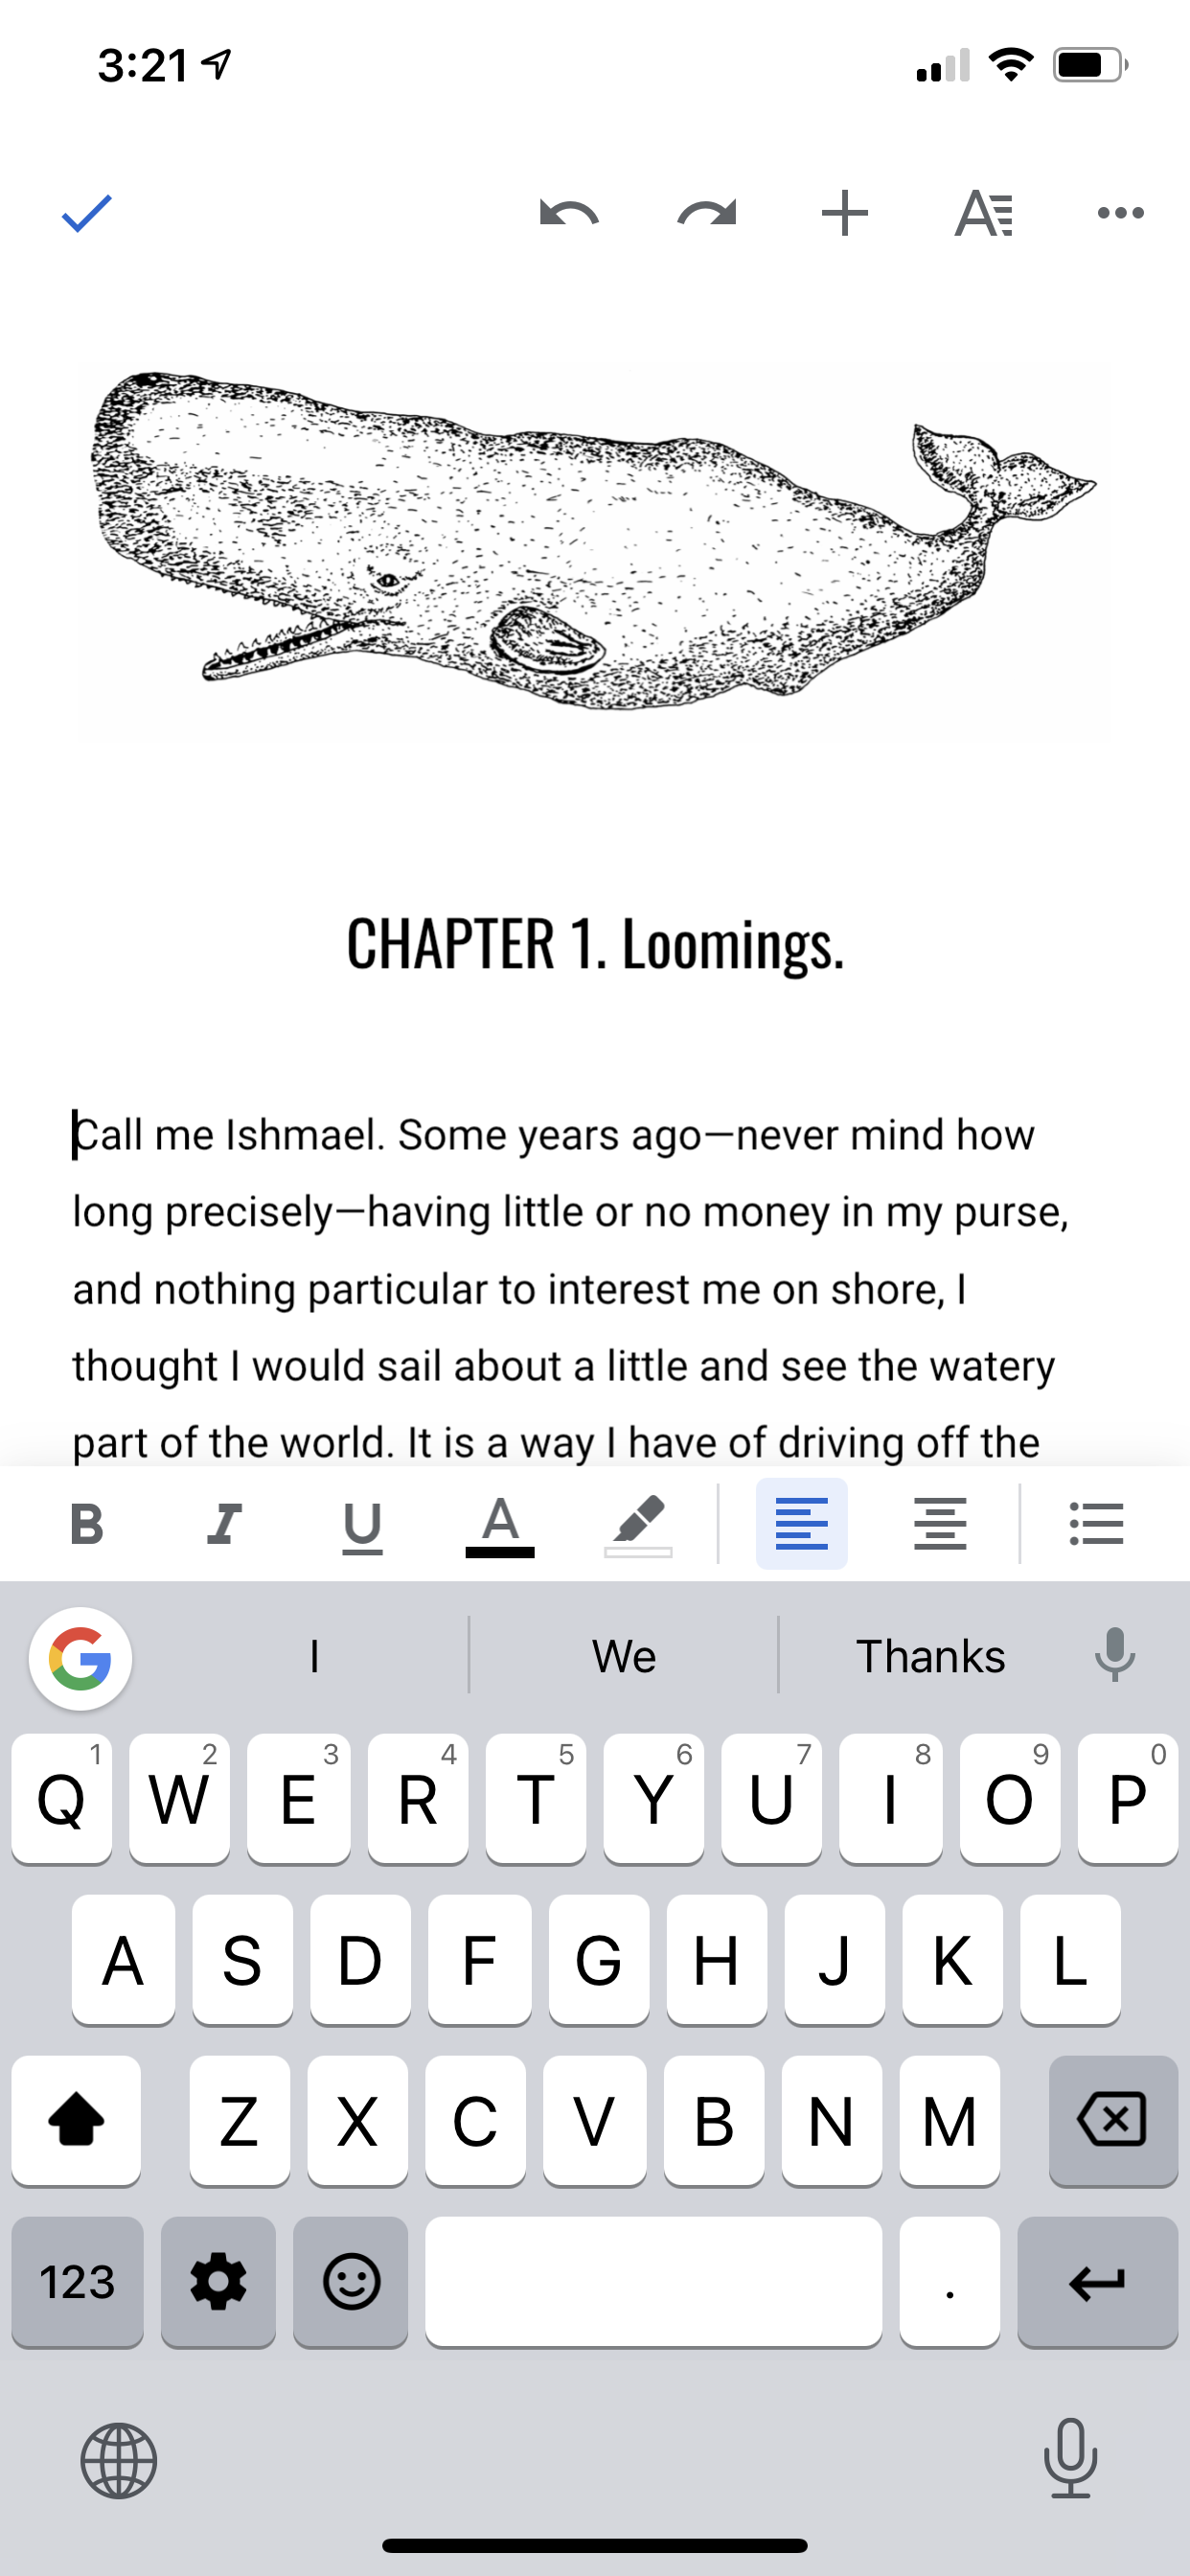 3:21
CHAPTER 1. Loomings.
Call me Ishmael. Some years ago—never mind how
long precisely—having little or no money in my purse,
and nothing particular to interest me on shore, I
thought I would sail about a little and see the watery
part of the world. It is a way I have of driving off the
B I U A
G I We Thanks
1 2 3 4 5 6 7 8 9 0
Q W E R T Y U I O P
A S D F G H J K L
Z X C V B N M
123 .